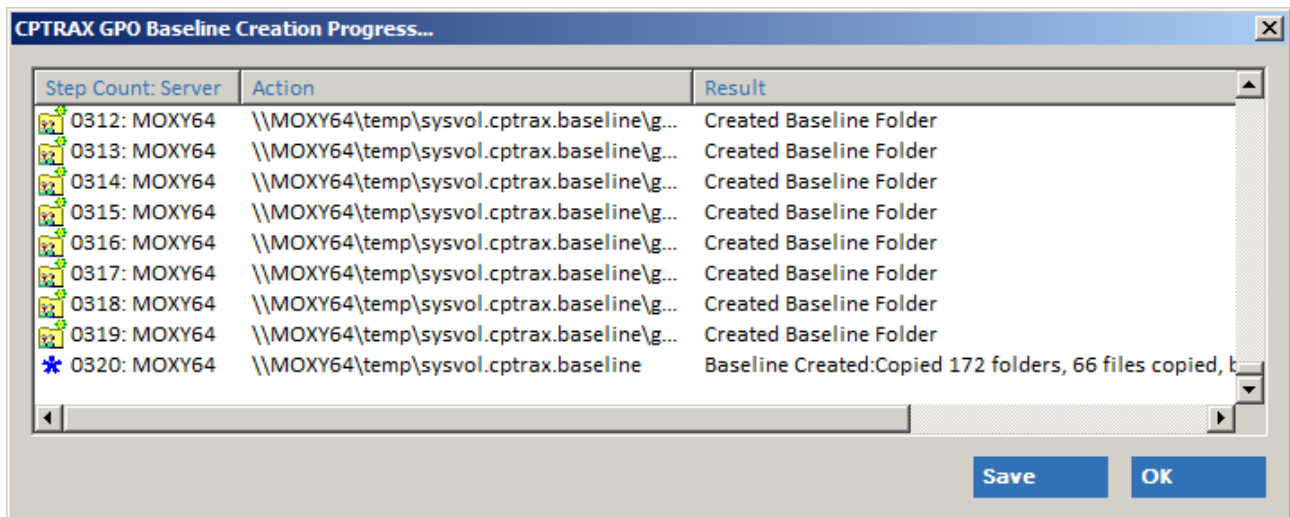 CPTRAX GPO Baseline Creation Progress...
Step Count: Server Action Result
0312: MOXY64 \\MOXY64\temp\sysvol.cptrax.baseline\g... Created Baseline Folder
0313: MOXY64 \\MOXY64\temp\sysvol.cptrax.baseline\g... Created Baseline Folder
0314: MOXY64 \\MOXY64\temp\sysvol.cptrax.baseline\g... Created Baseline Folder
0315: MOXY64 \\MOXY64\temp\sysvol.cptrax.baseline\g... Created Baseline Folder
0316: MOXY64 \\MOXY64\temp\sysvol.cptrax.baseline\g... Created Baseline Folder
0317: MOXY64 \\MOXY64\temp\sysvol.cptrax.baseline\g... Created Baseline Folder
0318: MOXY64 \\MOXY64\temp\sysvol.cptrax.baseline\g... Created Baseline Folder
0319: MOXY64 \\MOXY64\temp\sysvol.cptrax.baseline\g... Created Baseline Folder
0320: MOXY64 \\MOXY64\temp\sysvol.cptrax.baseline Baseline Created:Copied 172 folders, 66 files copied,
Save OK